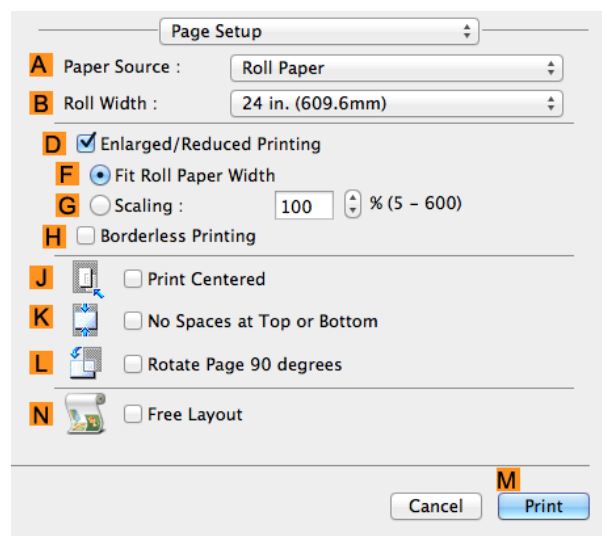 Page Setup
A Paper Source : Roll Paper
B Roll Width : 24 in. (609.6mm)
D Enlarged/Reduced Printing
F Fit Roll Paper Width
G Scaling : 100 % (5 – 600)
H Borderless Printing
J Print Centered
K No Spaces at Top or Bottom
L Rotate Page 90 degrees
N Free Layout
M
Cancel Print